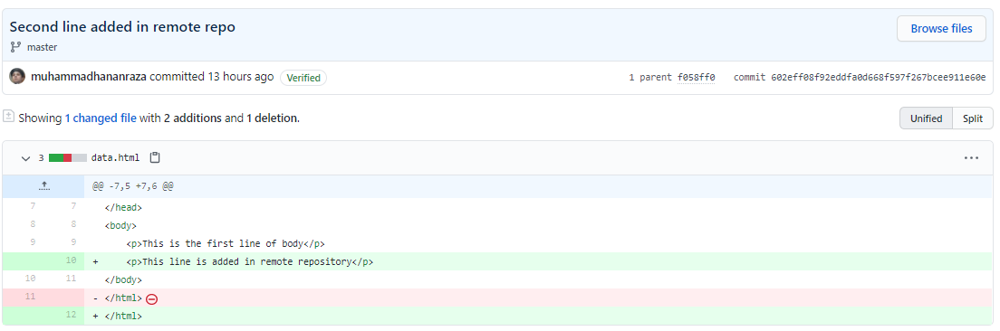 Second line added in remote repo
Browse files
master
muhammadhananraza committed 13 hours ago Verified
1 parent f058ff0 commit 602eff08f92eddfa0d668f597f267bcee911e60e
Showing 1 changed file with 2 additions and 1 deletion.
Unified Split
3 data.html
@@ -7,5 +7,6 @@
7 7 </head>
8 8 <body>
9 9 <p>This is the first line of body</p>
10 + <p>This line is added in remote repository</p>
10 11 </body>
11 - </html>
12 + </html>